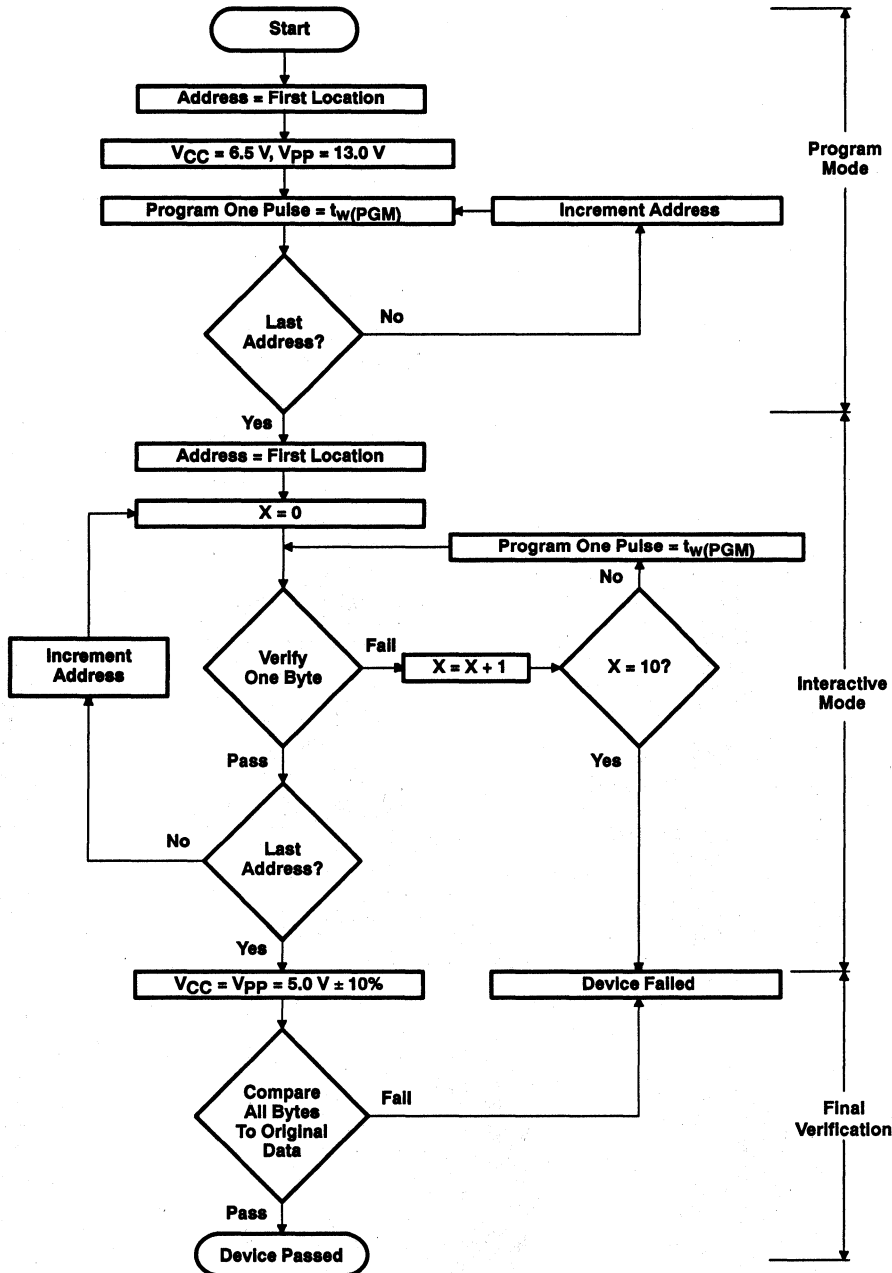 Start
Address = First Location
VCC = 6.5 V, VPP = 13.0 V
Program One Pulse = tw(PGM)
Increment Address
Program
Mode
Last
Address?
No
Yes
Address = First Location
X = 0
Program One Pulse = tw(PGM)
No
Increment
Address
Verify
One Byte
Fail
X = X + 1
X = 10?
Interactive
Mode
Pass
Yes
No
Last
Address?
Yes
VCC = VPP = 5.0 V ± 10%
Device Failed
Compare
All Bytes
To Original
Data
Fail
Final
Verification
Pass
Device Passed